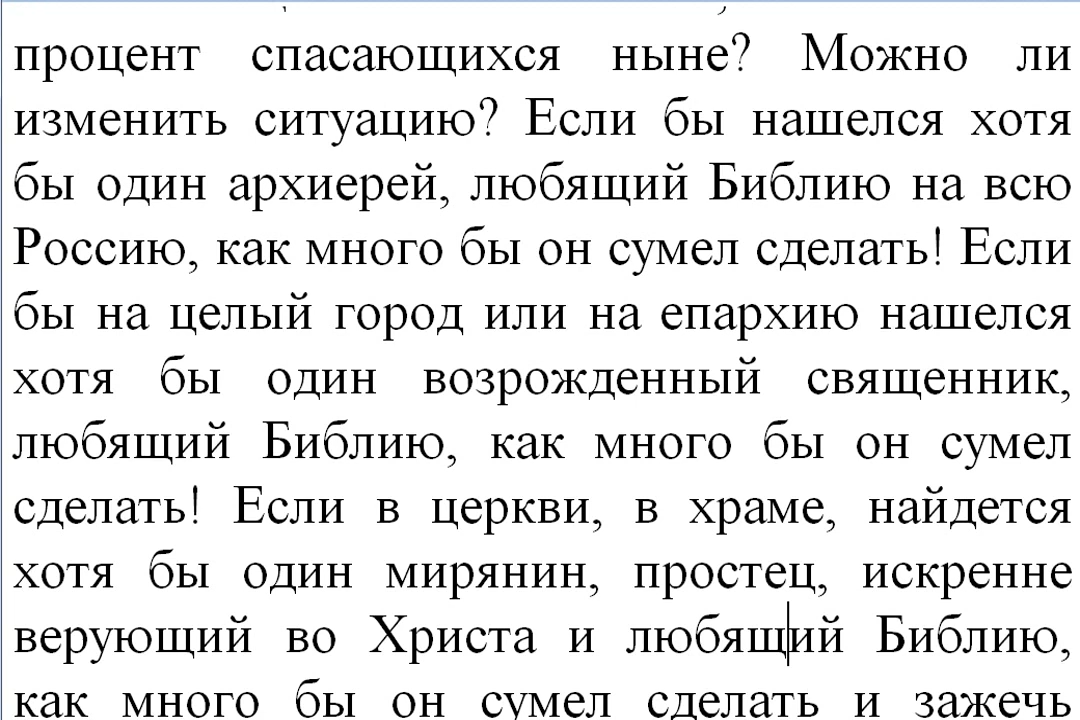 процент спасающихся ныне? Можно ли
изменить ситуацию? Если бы нашелся хотя
бы один архиерей, любящий Библию на всю
Россию, как много бы он сумел сделать! Если
бы на целый город или на епархию нашелся
хотя бы один возрожденный священник,
любящий Библию, как много бы он сумел
сделать! Если в церкви, в храме, найдется
хотя бы один мирянин, простец, искренне
верующий во Христа и любящий Библию,
как много бы он сумел сделать и зажечь